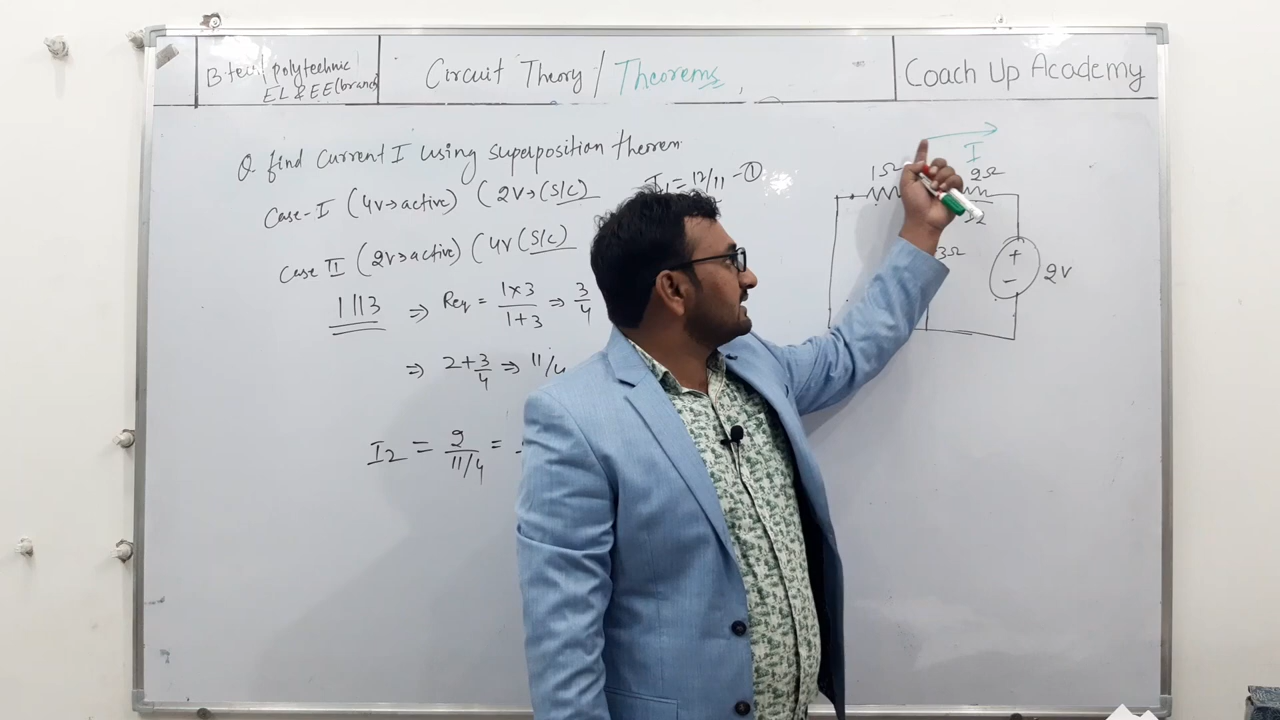 B.tech/polytechnic
EL & EE(branch)
Circuit Theory / Theorems
Coach Up Academy
Q. find Current I using superposition theorem.
Case-I (4V→active) (2V→(S/C)
I₁ = 12/11 -①
Case II (2V→active) (4V (S/C)
1||3 ⇒ Req = 1×3/1+3 ⇒ 3/4
⇒ 2+3/4 ⇒ 11/4
I2 = 2/11/4 =
I
1Ω
2Ω
I2
3Ω
+
-
2V